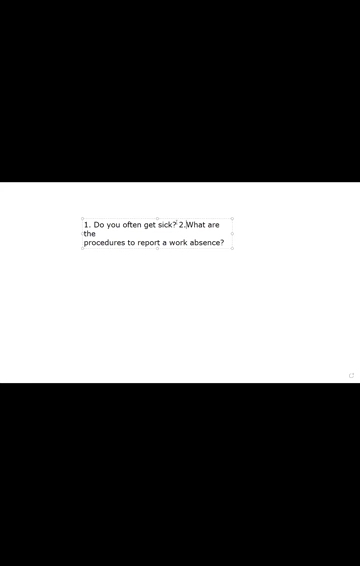 1. Do you often get sick? 2.What are
the
procedures to report a work absence?